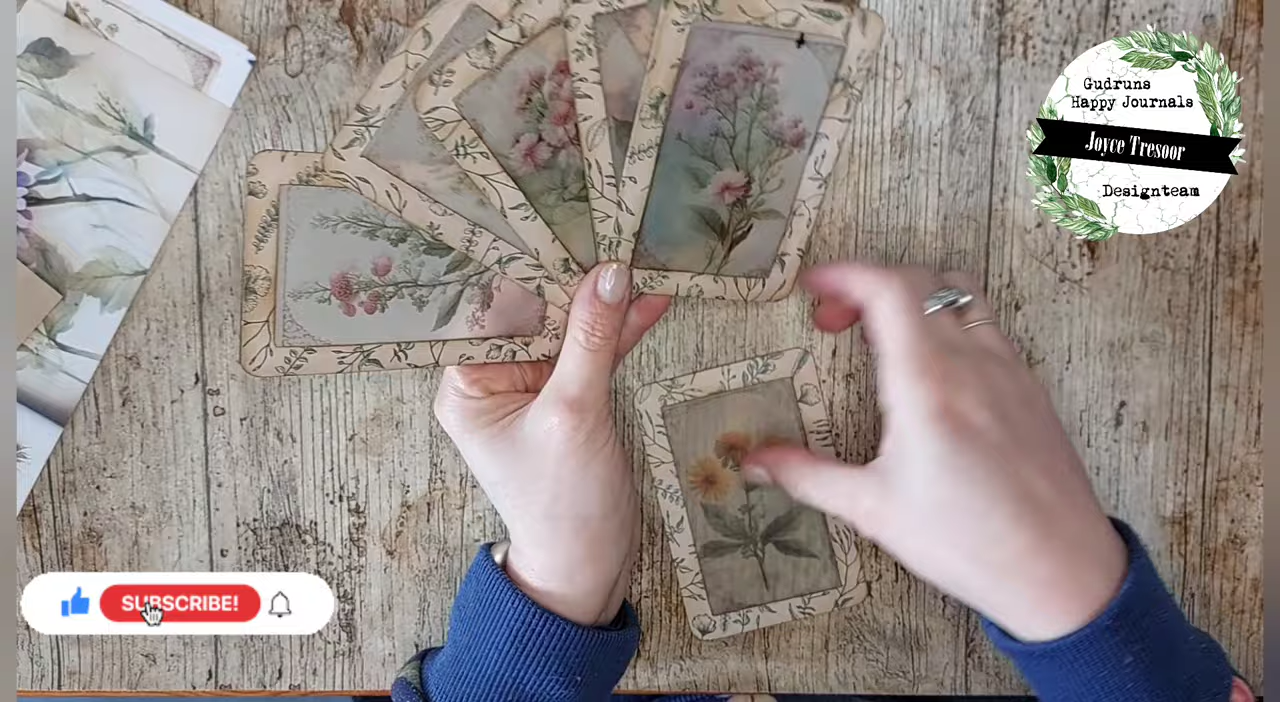 Gudruns
Happy Journals
Joyce Tresoor
Designteam
SUBSCRIBE!